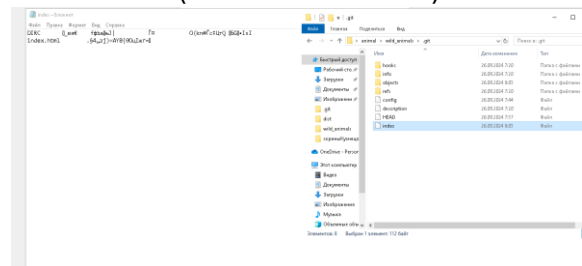 index – Блокнот
Файл Правка Формат Вид Справка
DIRC
index.html
.git
Файл Главная Поделиться Вид
animal › wild_animals › .git
Поиск в: .git
Имя Дата изменения Тип
Быстрый доступ
Рабочий сто
Загрузки
Документы
Изображения
.git
dot
wild_animals
OneDrive - Person
Этот компьютер
Видео
Документы
Загрузки
Изображения
Музыка
Объемные объ
hooks 26.05.2024 7:20 Папка с файлами
info 26.05.2024 7:20 Папка с файлами
objects 26.05.2024 8:05 Папка с файлами
refs 26.05.2024 7:20 Папка с файлами
config 26.05.2024 7:44 Файл
description 26.05.2024 7:20 Файл
HEAD 26.05.2024 7:57 Файл
index 26.05.2024 8:05 Файл
Элементов: 8 Выбран 1 элемент: 112 байт